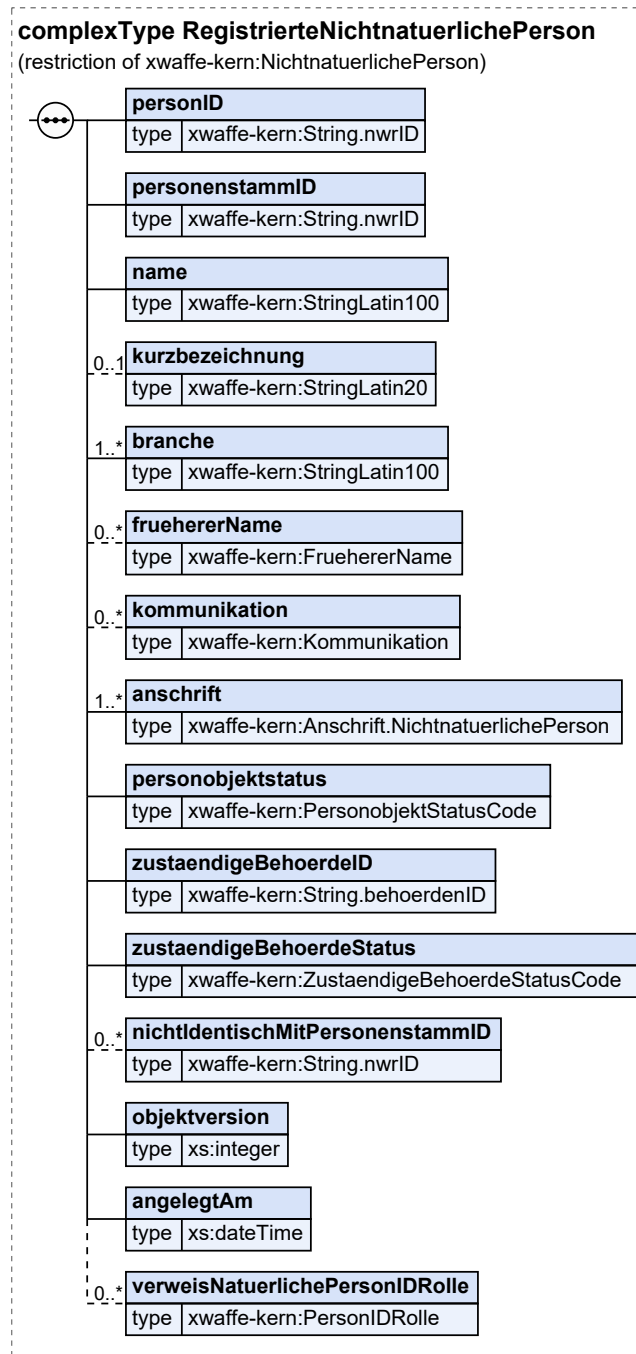 complexType RegistrierteNichtnatuerlichePerson
(restriction of xwaffe-kern:NichtnatuerlichePerson)
personID
type xwaffe-kern:String.nwrID
personenstammID
type xwaffe-kern:String.nwrID
name
type xwaffe-kern:StringLatin100
0..1 kurzbezeichnung
type xwaffe-kern:StringLatin20
1..* branche
type xwaffe-kern:StringLatin100
0..* fruehererName
type xwaffe-kern:FruehererName
0..* kommunikation
type xwaffe-kern:Kommunikation
1..* anschrift
type xwaffe-kern:Anschrift.NichtnatuerlichePerson
personobjektstatus
type xwaffe-kern:PersonobjektStatusCode
zustaendigeBehoerdeID
type xwaffe-kern:String.behoerdenID
zustaendigeBehoerdeStatus
type xwaffe-kern:ZustaendigeBehoerdeStatusCode
0..* nichtIdentischMitPersonenstammID
type xwaffe-kern:String.nwrID
objektversion
type xs:integer
angelegtAm
type xs:dateTime
0..* verweisNatuerlichePersonIDRolle
type xwaffe-kern:PersonIDRolle